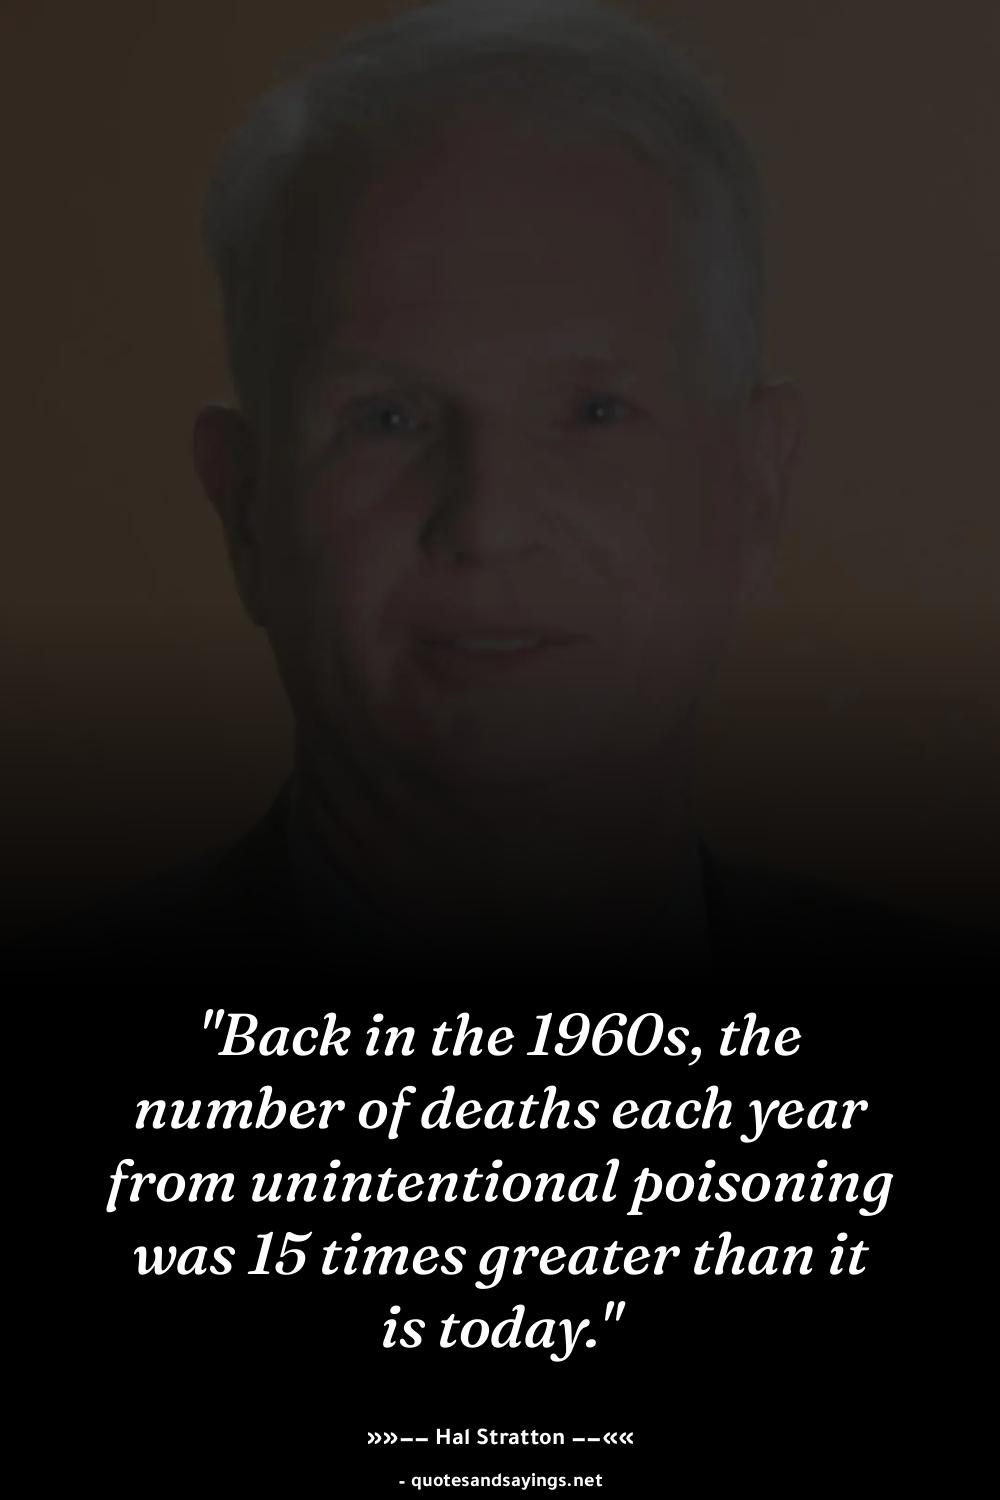 "Back in the 1960s, the
number of deaths each year
from unintentional poisoning
was 15 times greater than it
is today."
»»–– Hal Stratton ––««
- quotesandsayings.net